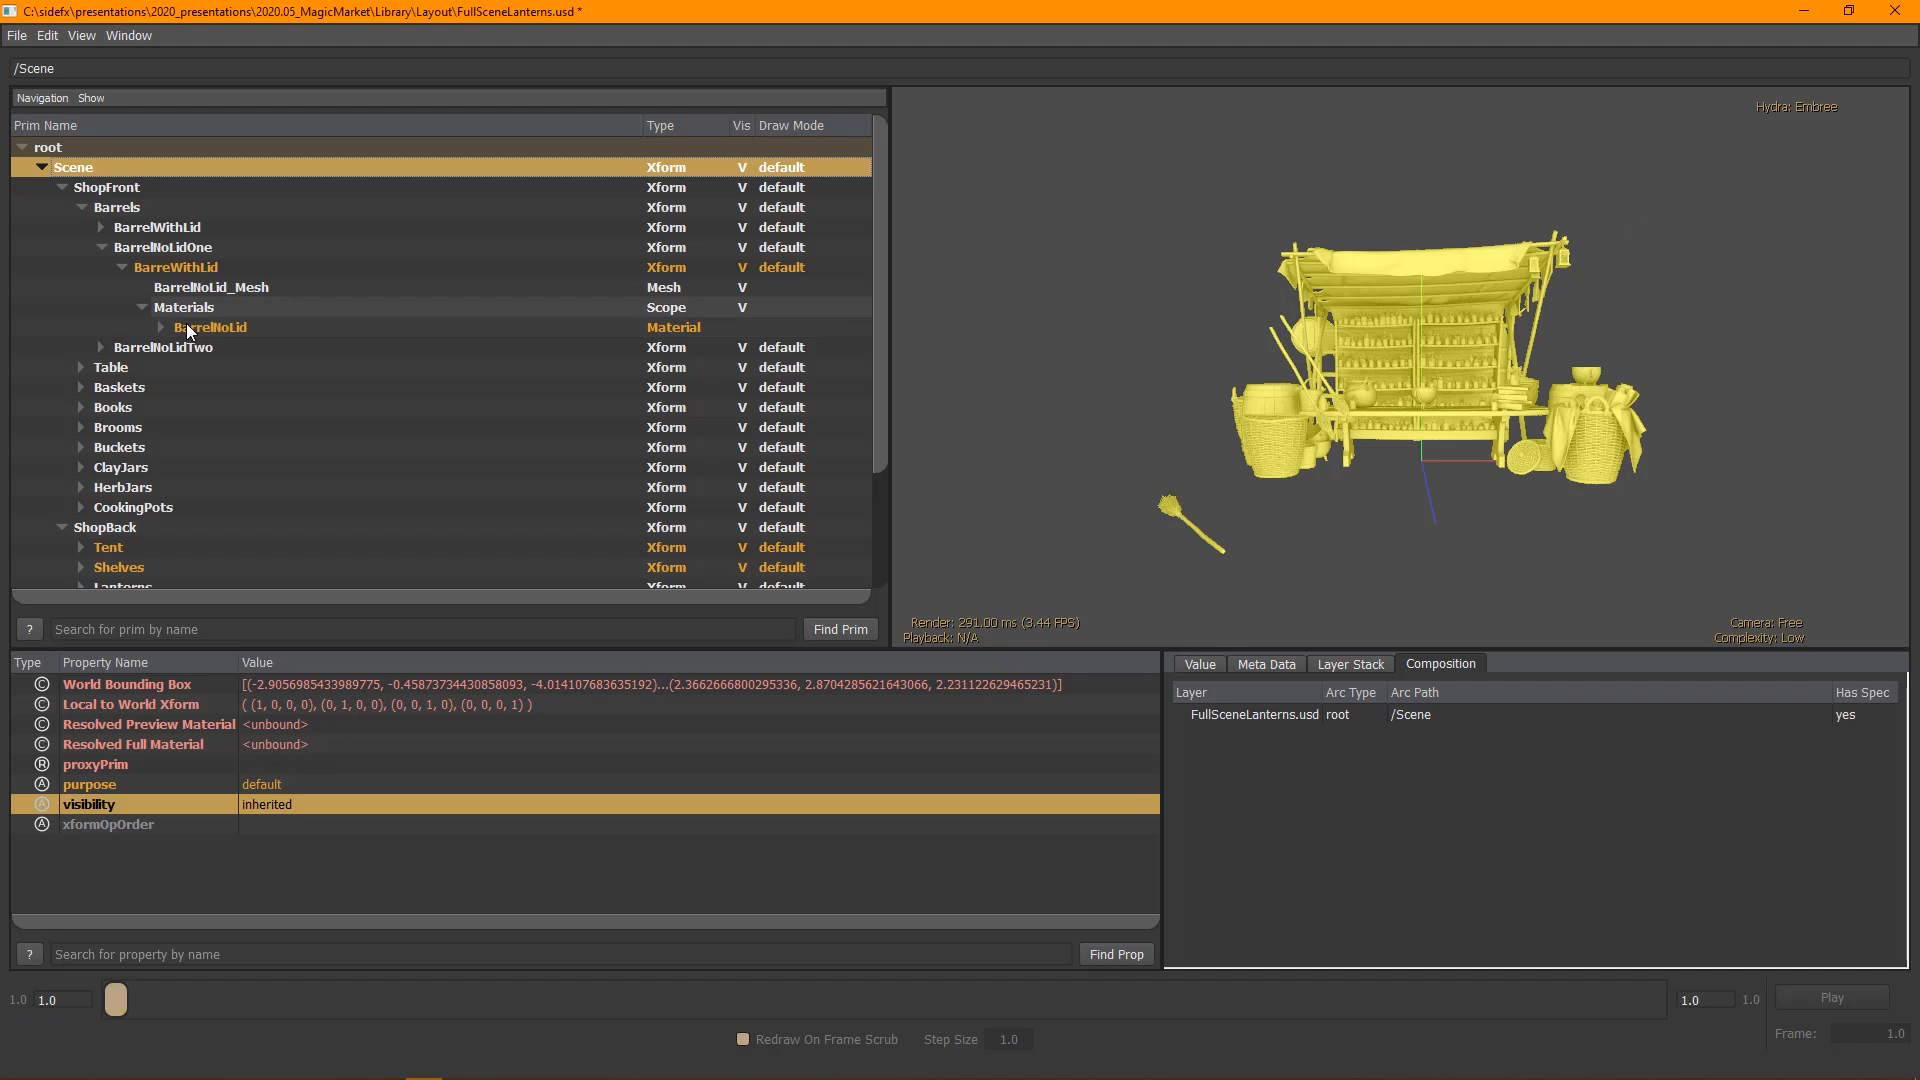 C:\sidefx\presentations\2020_presentations\2020.05_MagicMarket\Library\Layout\FullSceneLanterns.usd *
File Edit View Window
/Scene
Navigation Show
Prim Name Type Vis Draw Mode
root
Scene Xform V default
ShopFront Xform V default
Barrels Xform V default
BarrelWithLid Xform V default
BarrelNoLidOne Xform V default
BarreWithLid Xform V default
BarrelNoLid_Mesh Mesh V
Materials Scope V
BarrelNoLid Material
BarrelNoLidTwo Xform V default
Table Xform V default
Baskets Xform V default
Books Xform V default
Brooms Xform V default
Buckets Xform V default
ClayJars Xform V default
HerbJars Xform V default
CookingPots Xform V default
ShopBack Xform V default
Tent Xform V default
Shelves Xform V default
Lanterns Xform V default
? Search for prim by name Find Prim
Hydra: Embree
Render: 291.00 ms (3.44 FPS)
Playback: N/A
Camera: Free
Complexity: Low
Type Property Name Value
C World Bounding Box [(-2.9056985433989775, -0.45873734430858093, -4.014107683635192)...(2.3662666800295336, 2.8704285621643066, 2.231122629465231)]
C Local to World Xform ( (1, 0, 0, 0), (0, 1, 0, 0), (0, 0, 1, 0), (0, 0, 0, 1) )
C Resolved Preview Material <unbound>
C Resolved Full Material <unbound>
R proxyPrim
A purpose default
A visibility inherited
A xformOpOrder
? Search for property by name Find Prop
Value Meta Data Layer Stack Composition
Layer Arc Type Arc Path Has Spec
FullSceneLanterns.usd root /Scene yes
1.0 1.0 1.0 1.0 Play
Redraw On Frame Scrub Step Size 1.0 Frame: 1.0